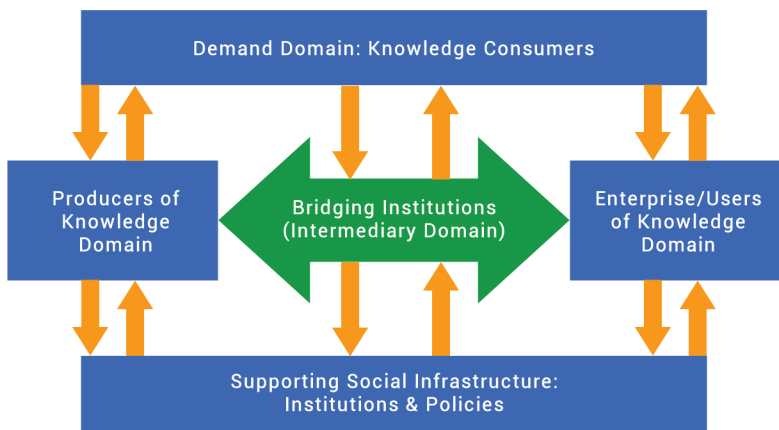 Demand Domain: Knowledge Consumers
Producers of
Knowledge
Domain
Bridging Institutions
(Intermediary Domain)
Enterprise/Users
of Knowledge
Domain
Supporting Social Infrastructure:
Institutions & Policies